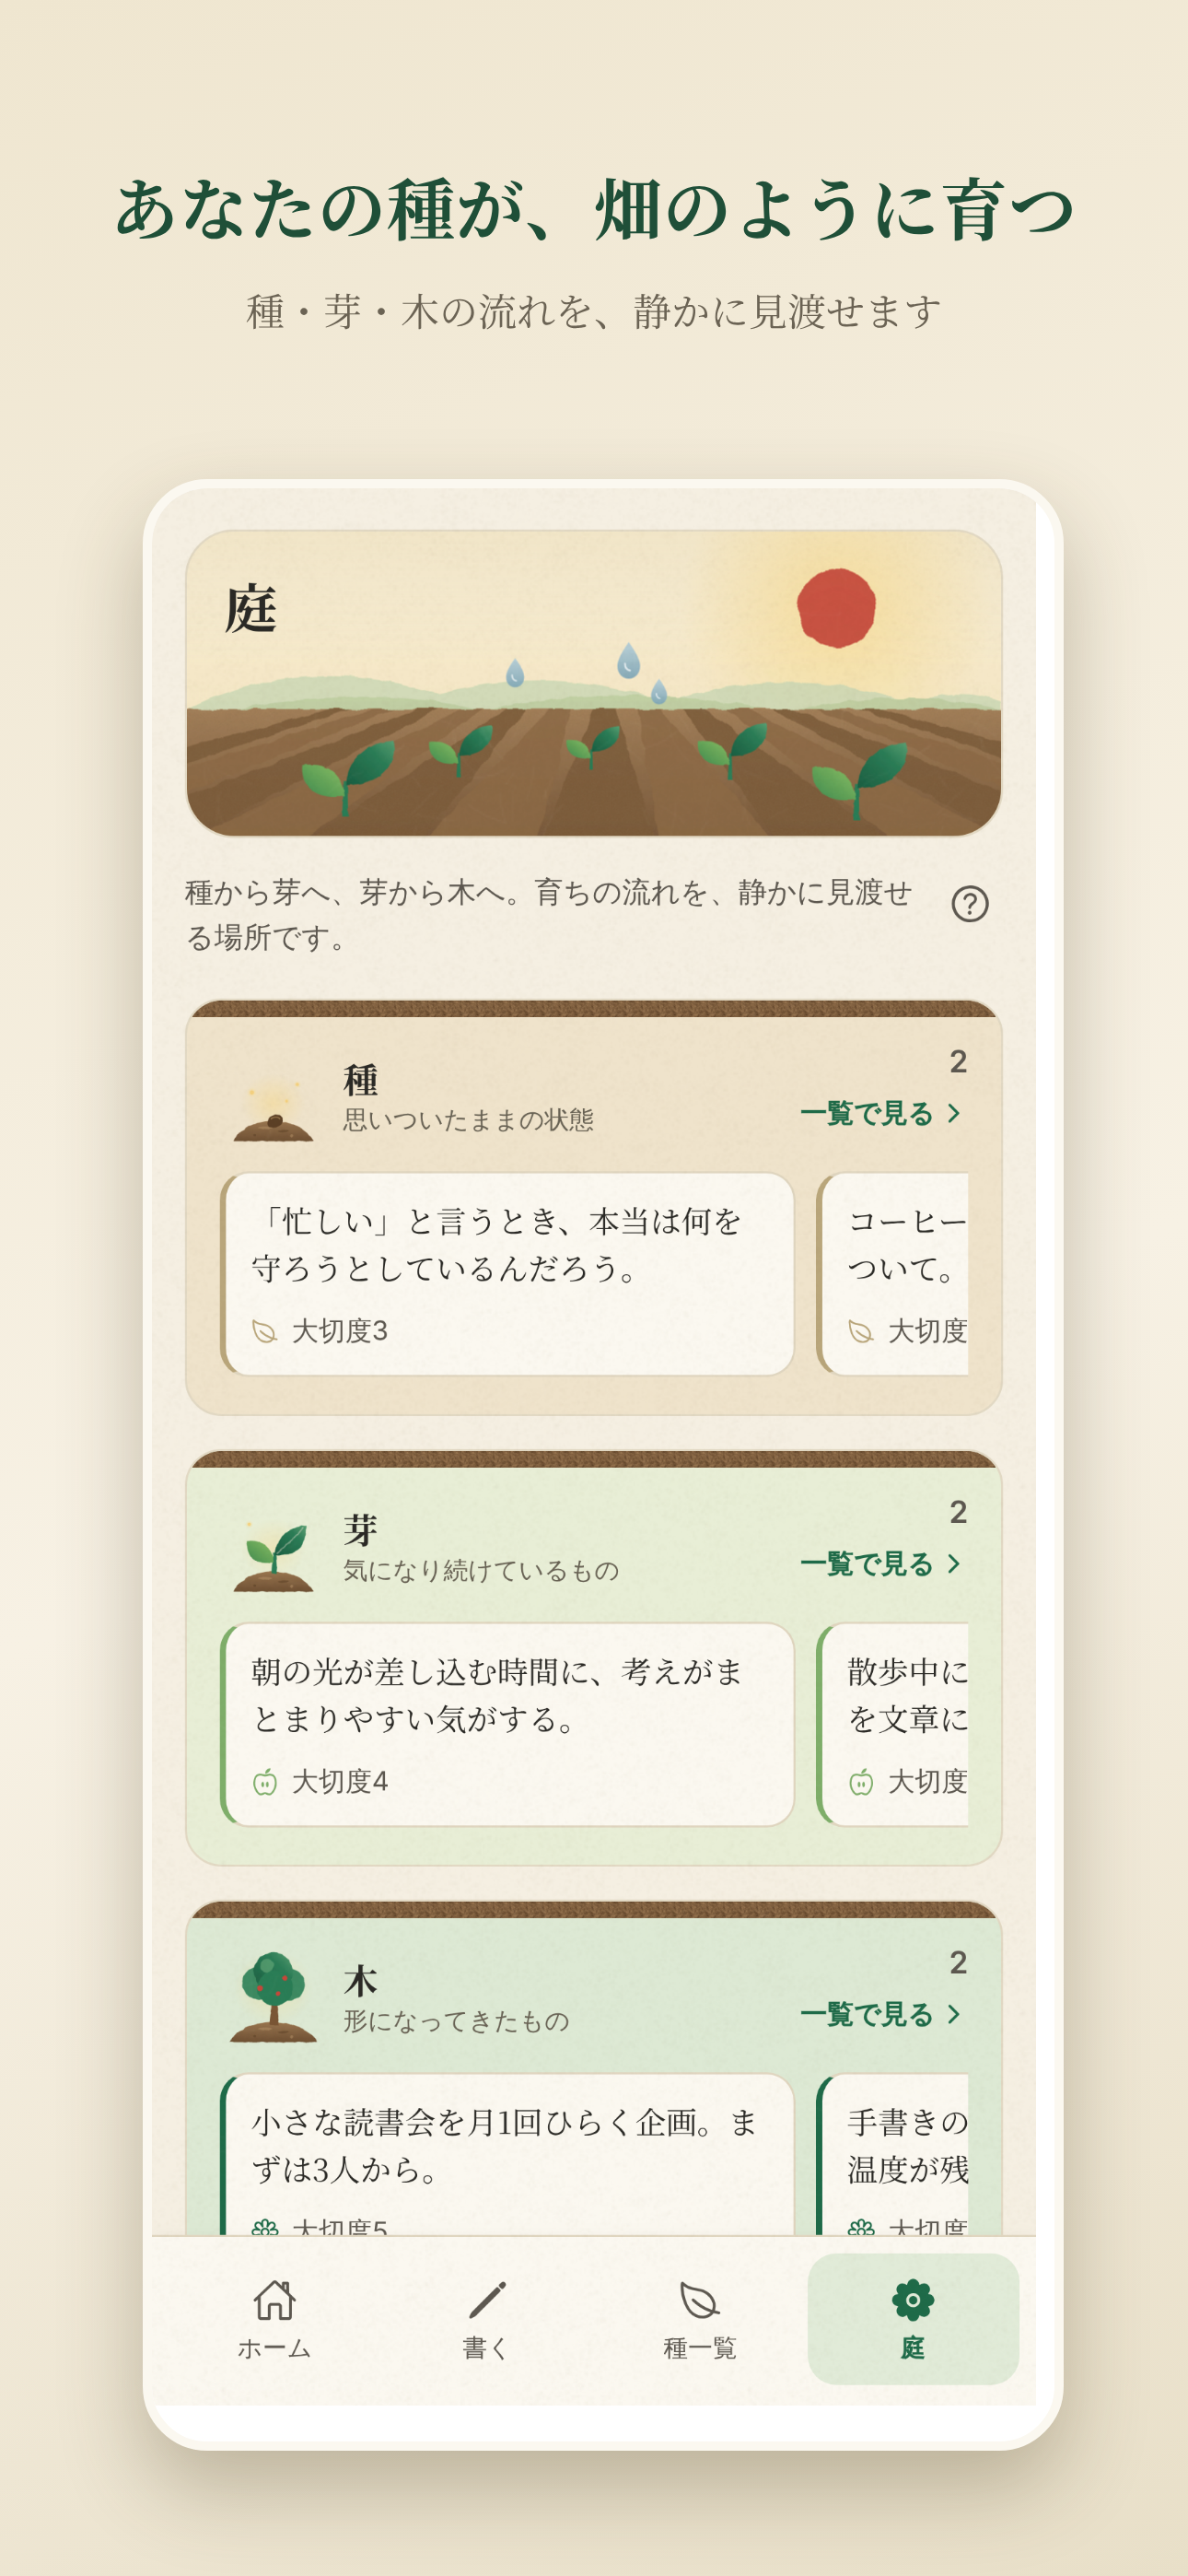 あなたの種が、畑のように育つ
種・芽・木の流れを、静かに見渡せます
庭
種から芽へ、芽から木へ。育ちの流れを、静かに見渡せ
る場所です。
種
思いついたままの状態
2
一覧で見る
「忙しい」と言うとき、本当は何を
守ろうとしているんだろう。
大切度3
コーヒー
ついて。
大切度
芽
気になり続けているもの
2
一覧で見る
朝の光が差し込む時間に、考えがま
とまりやすい気がする。
大切度4
散歩中に
を文章に
大切度
木
形になってきたもの
2
一覧で見る
小さな読書会を月1回ひらく企画。ま
ずは3人から。
大切度5
手書きの
温度が残
大切度
ホーム
書く
種一覧
庭